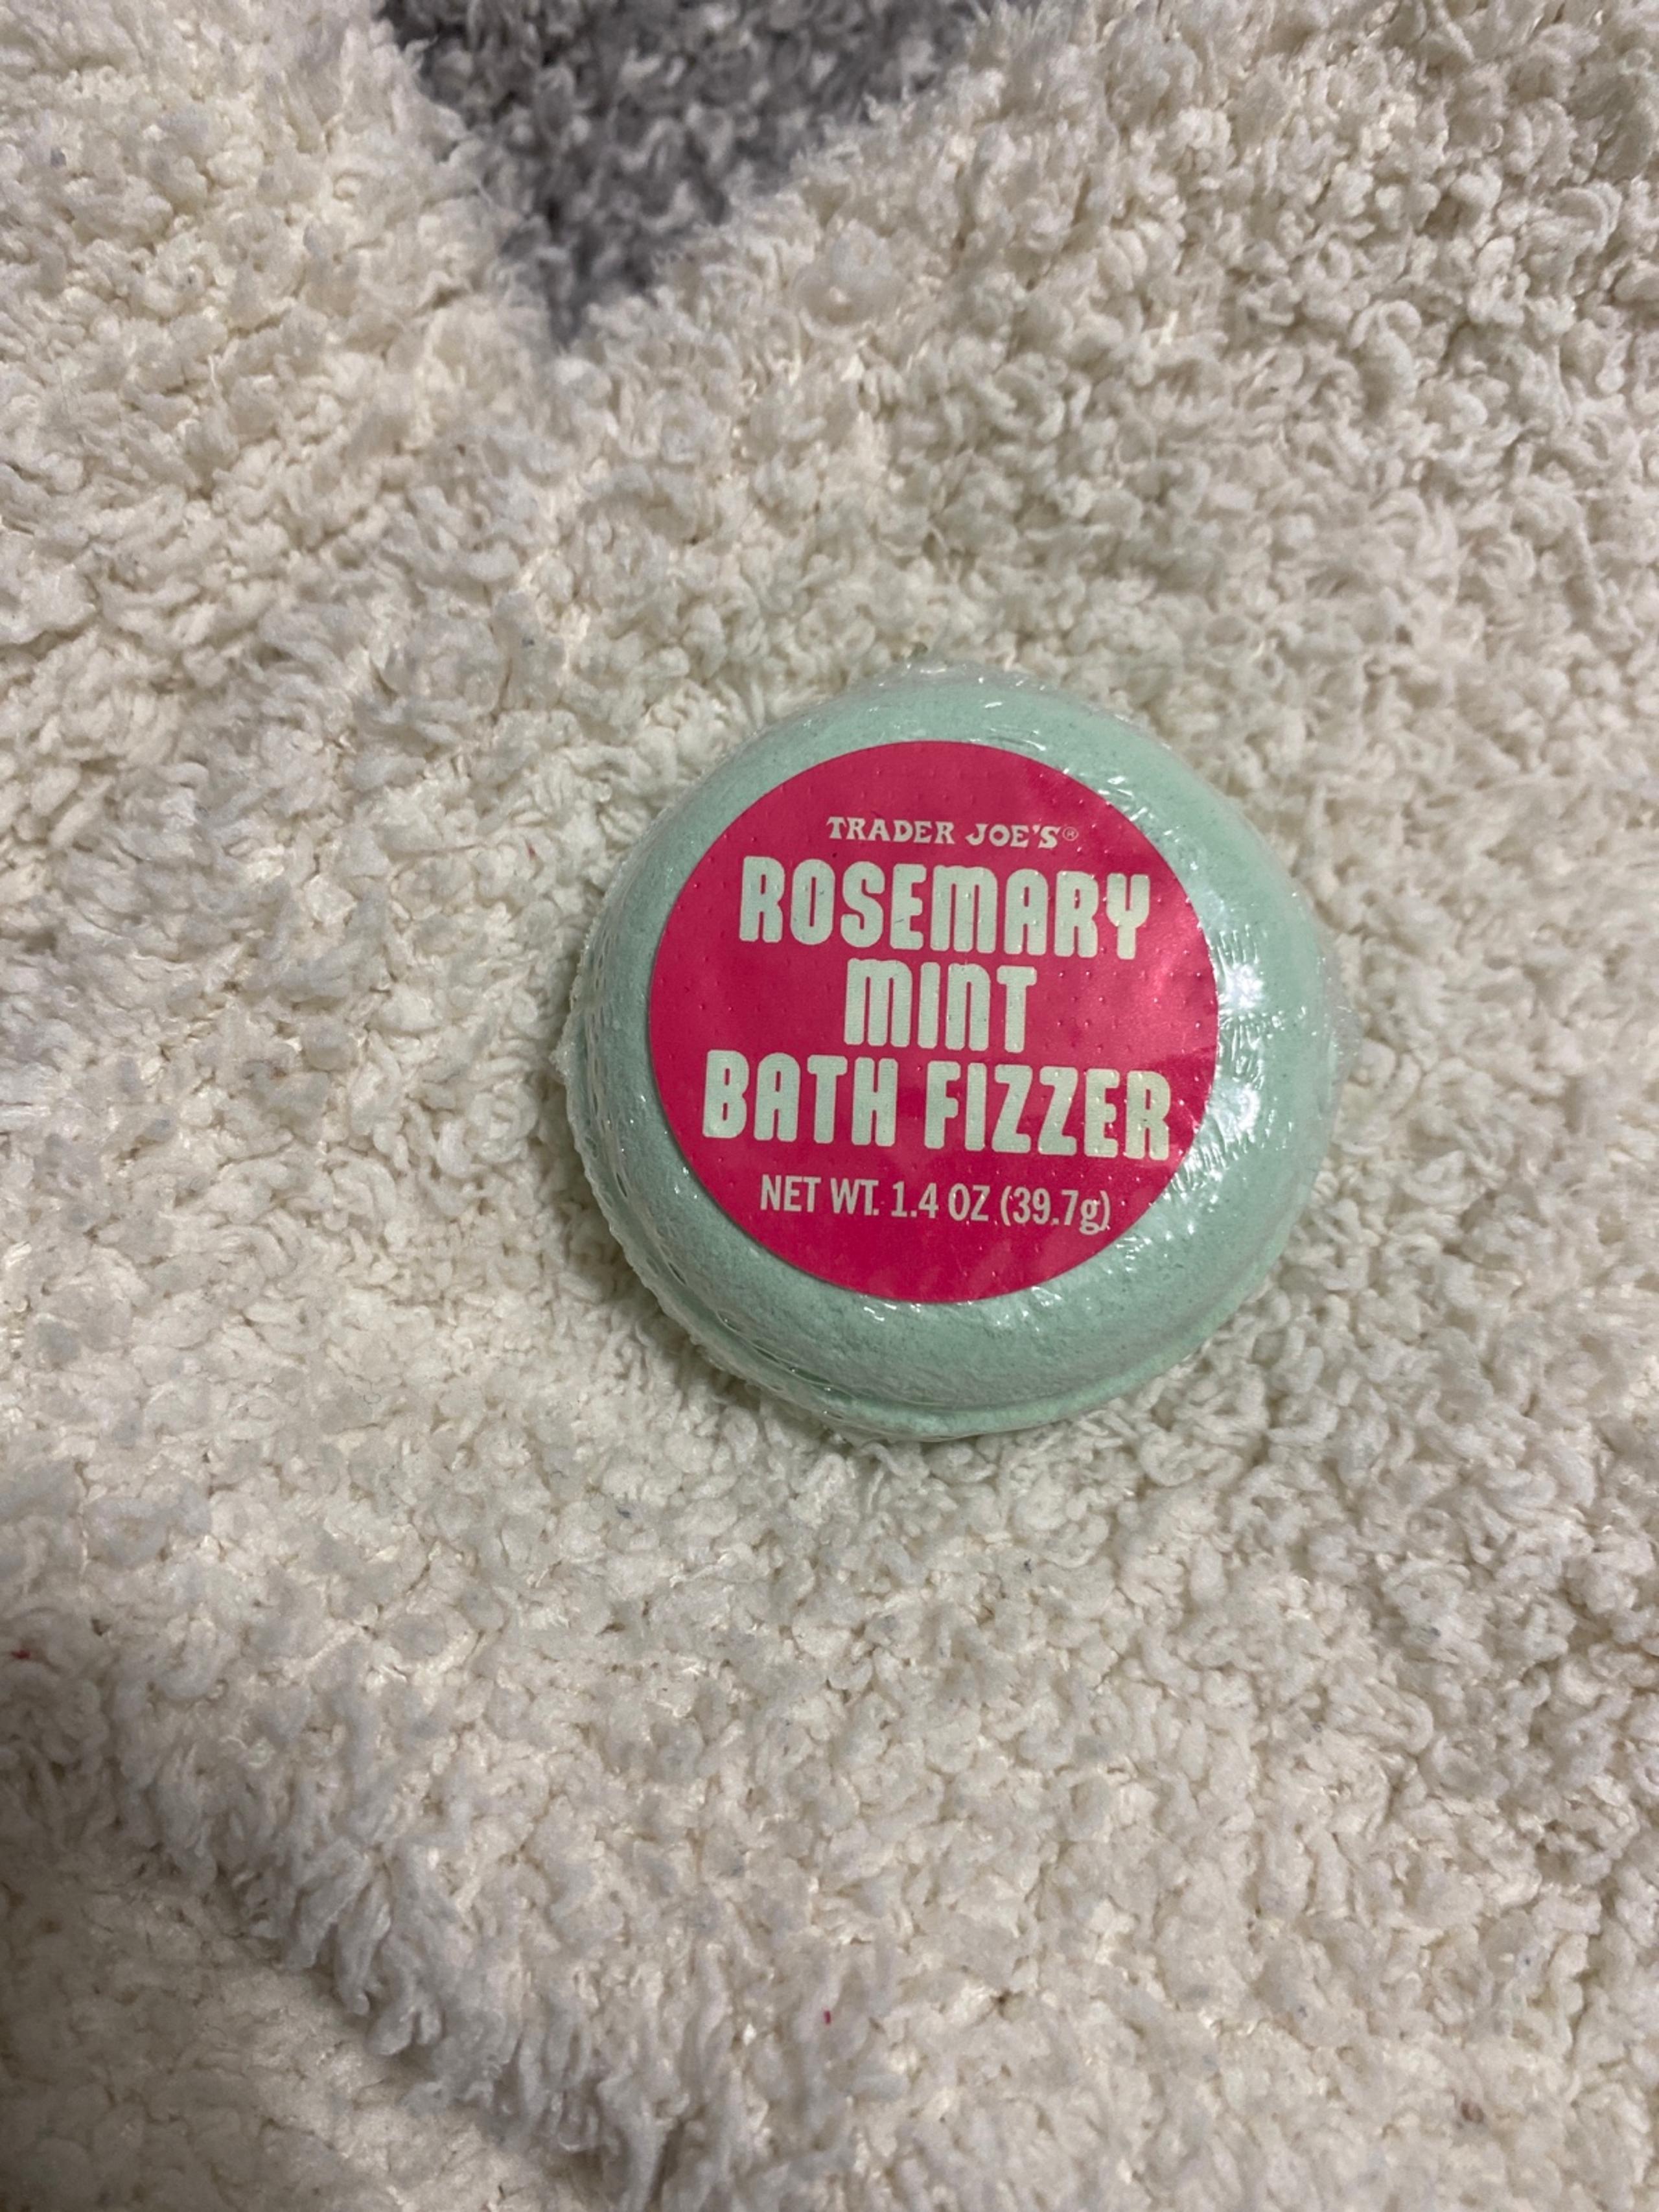 TRADER JOE'S®
ROSEMARY
MINT
BATH FIZZER
NET WT. 1.4 OZ (39.7g)